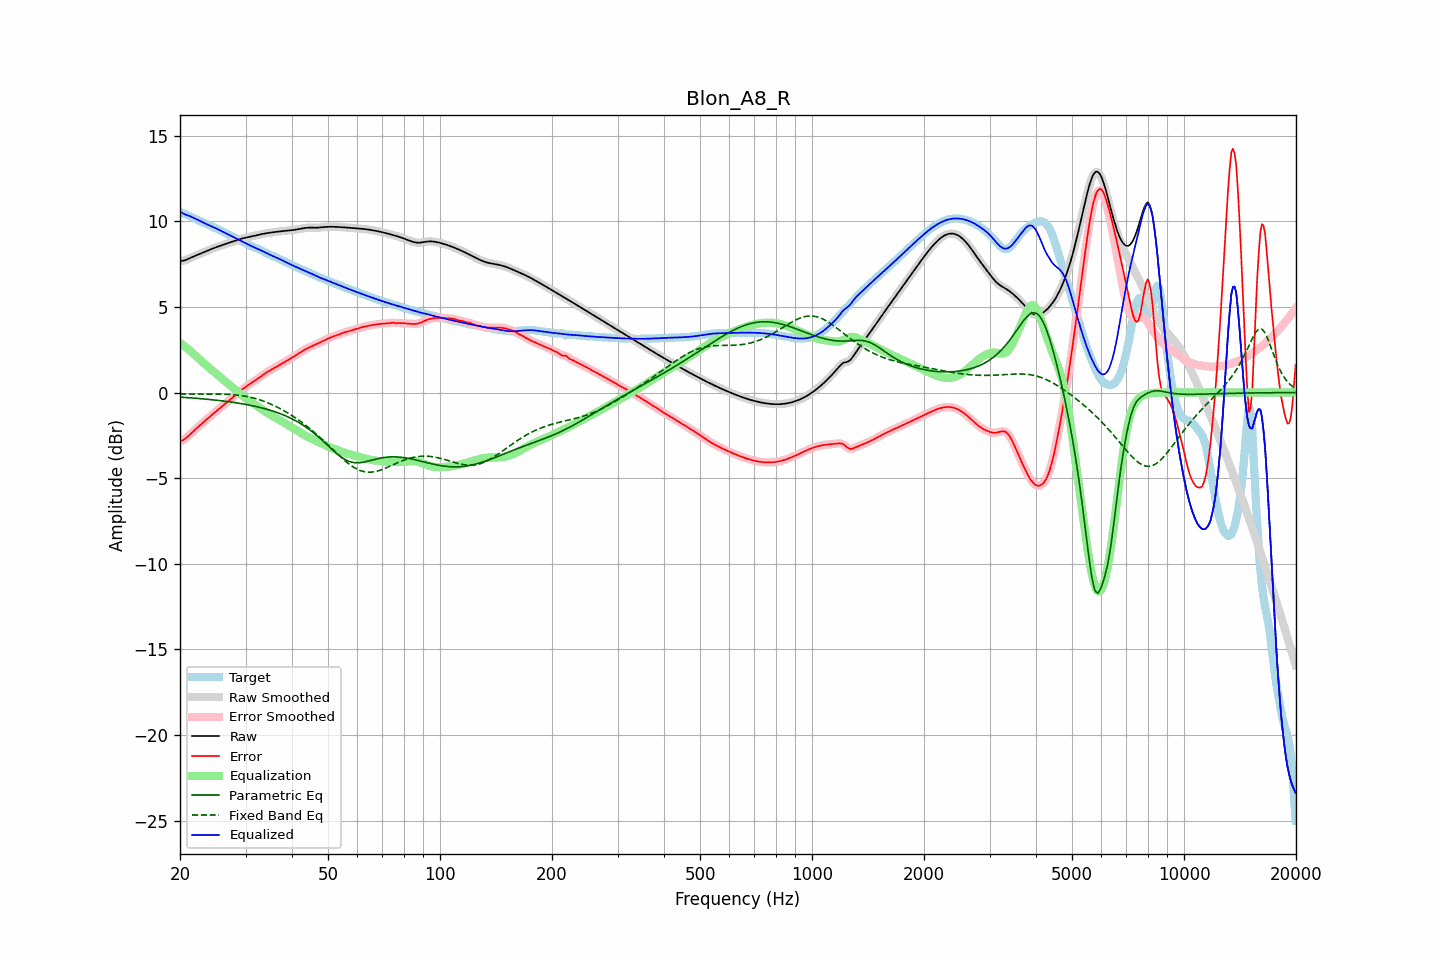 Blon_A8_R
15
10
5
0
−5
−10
−15
−20
−25
Amplitude (dBr)
Target
Raw Smoothed
Error Smoothed
Raw
Error
Equalization
Parametric Eq
Fixed Band Eq
Equalized
20 50 100 200 500 1000 2000 5000 10000 20000
Frequency (Hz)